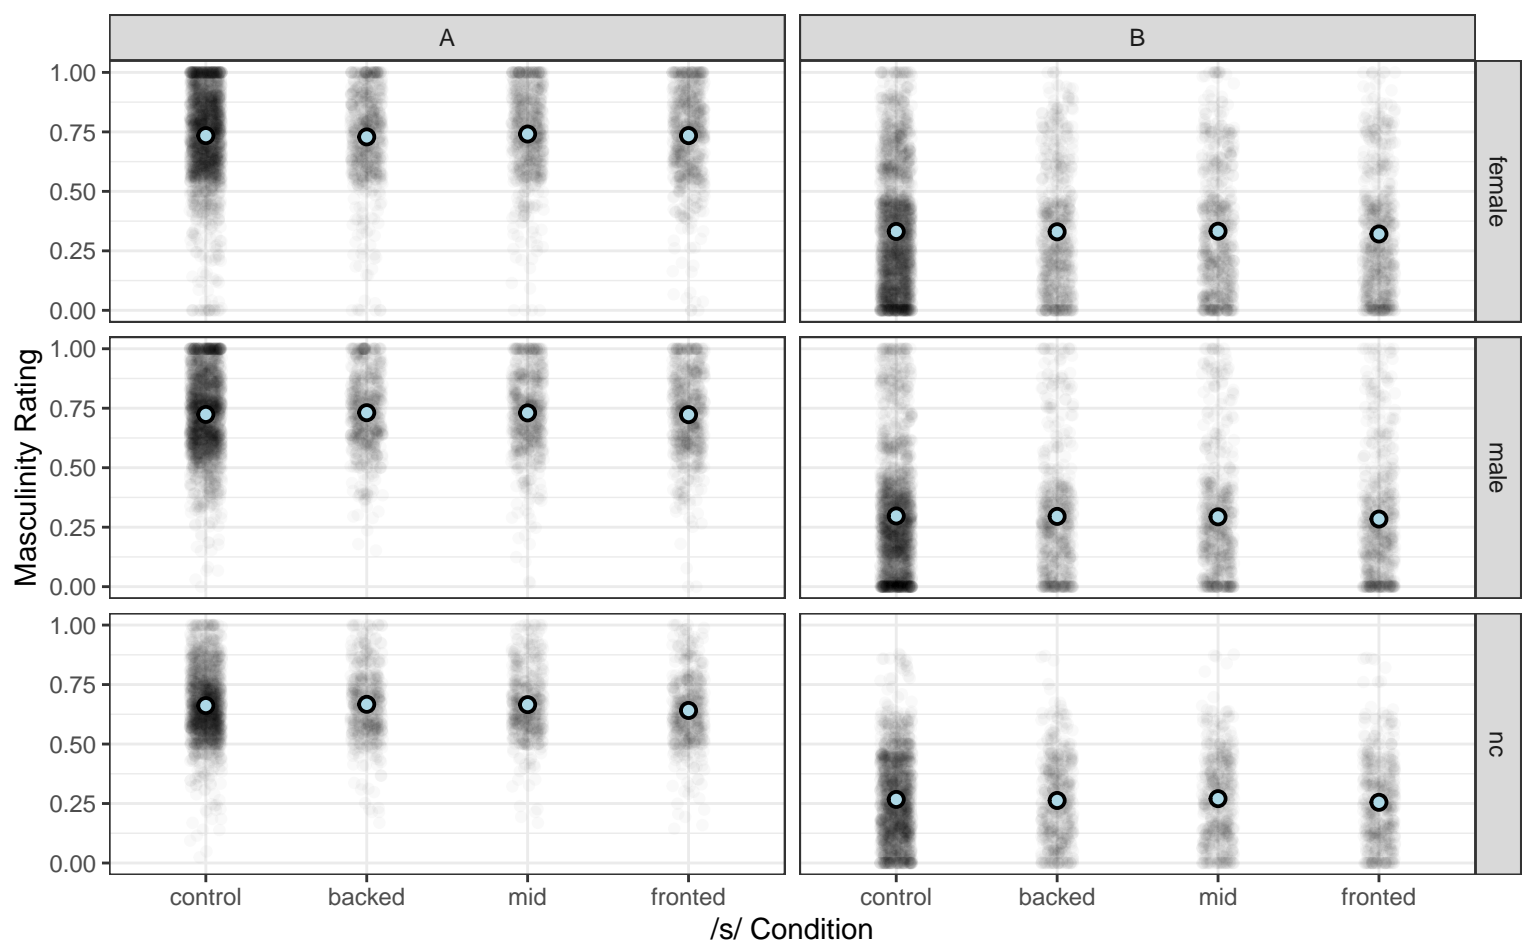 A
B
1.00
0.75
0.50
0.25
0.00
female
1.00
0.75
0.50
0.25
0.00
male
1.00
0.75
0.50
0.25
0.00
nc
Masculinity Rating
control backed mid fronted
control backed mid fronted
/s/ Condition